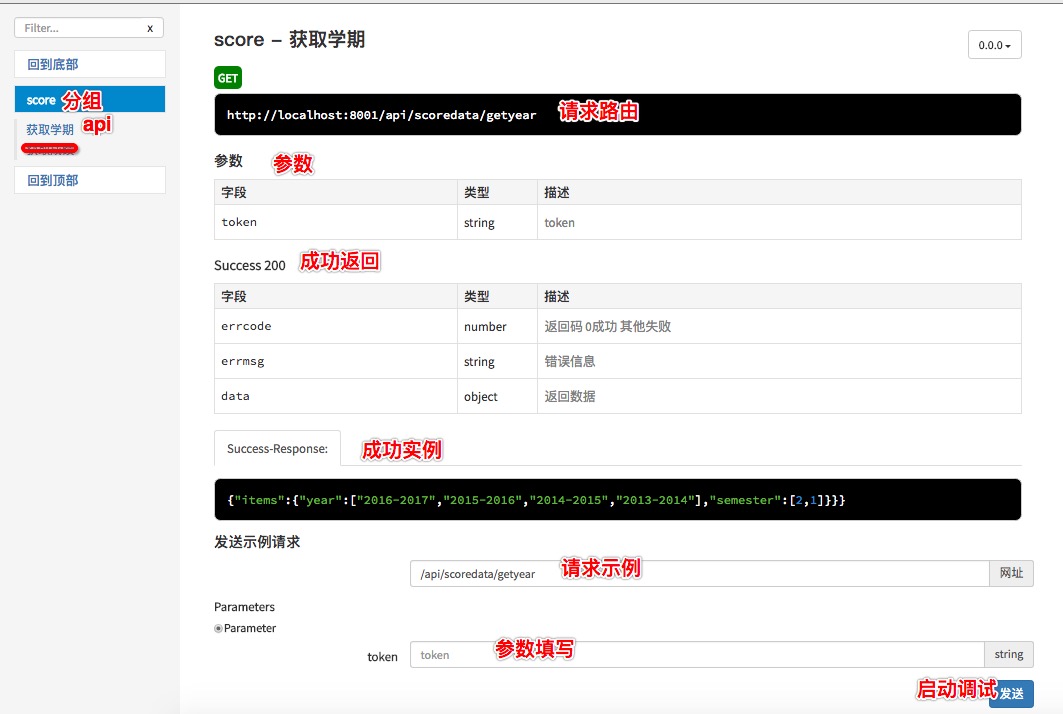 Filter... x
回到底部
score 分组
获取学期 api
回到顶部
score – 获取学期
0.0.0
GET
http://localhost:8001/api/scoredata/getyear 请求路由
参数 参数
字段 类型 描述
token string token
Success 200 成功返回
字段 类型 描述
errcode number 返回码 0成功 其他失败
errmsg string 错误信息
data object 返回数据
Success-Response: 成功实例
{"items":{"year":["2016-2017","2015-2016","2014-2015","2013-2014"],"semester":[2,1]}}}
发送示例请求
/api/scoredata/getyear 请求示例 网址
Parameters
Parameter
token token 参数填写 string
启动调试 发送